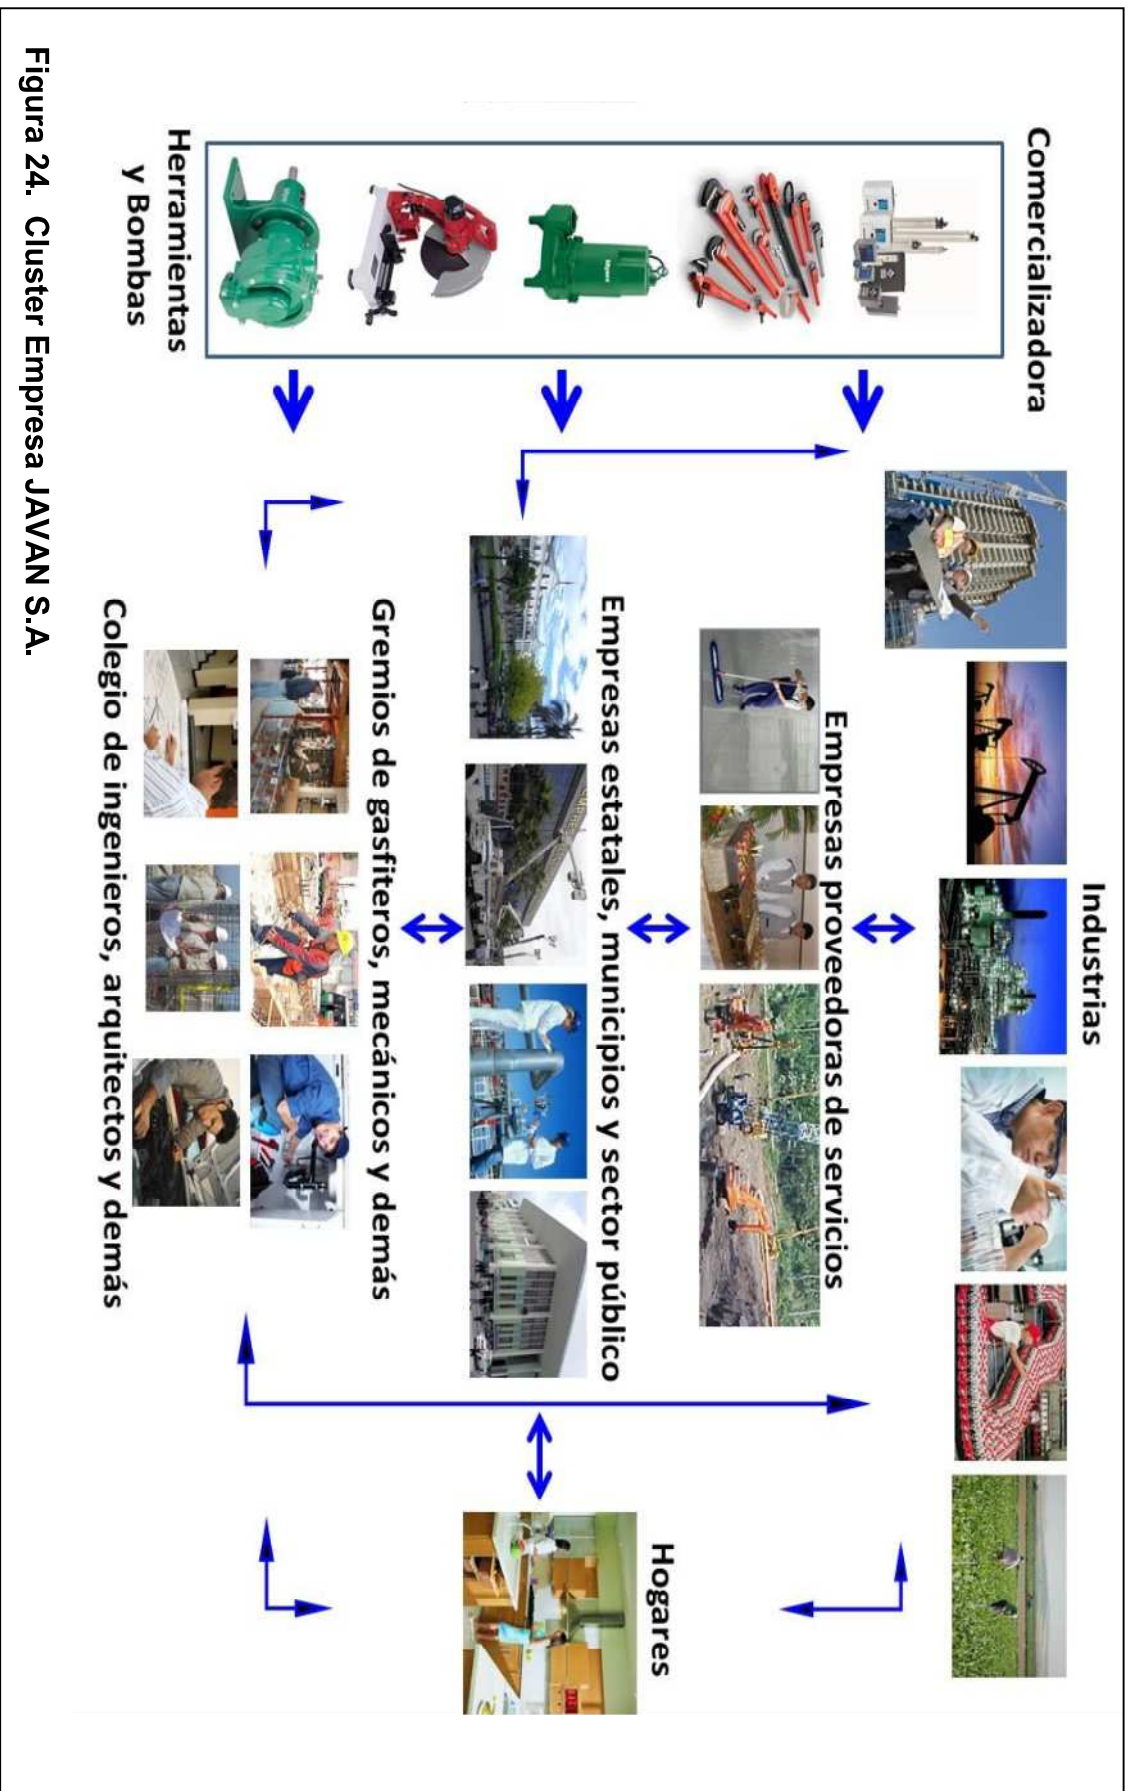 Comercializadora
Herramientas
y Bombas
Industrias
Empresas proveedoras de servicios
Empresas estatales, municipios y sector público
Gremios de gasfiteros, mecánicos y demás
Colegio de ingenieros, arquitectos y demás
Hogares
Figura 24. Cluster Empresa JAVAN S.A.